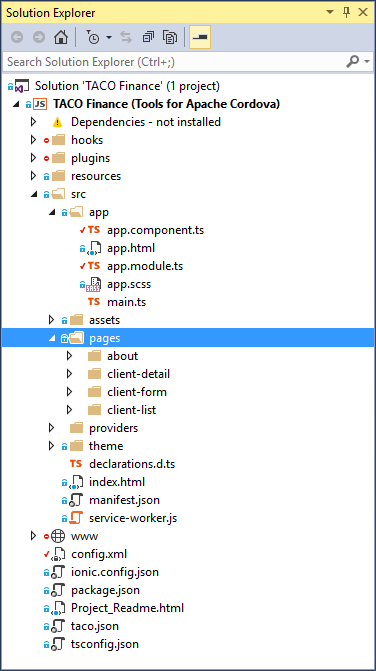 Solution Explorer
Search Solution Explorer (Ctrl+;)
Solution 'TACO Finance' (1 project)
JS TACO Finance (Tools for Apache Cordova)
Dependencies - not installed
hooks
plugins
resources
src
app
TS app.component.ts
app.html
TS app.module.ts
app.scss
TS main.ts
assets
pages
about
client-detail
client-form
client-list
providers
theme
TS declarations.d.ts
index.html
manifest.json
service-worker.js
www
config.xml
ionic.config.json
package.json
Project_Readme.html
taco.json
tsconfig.json